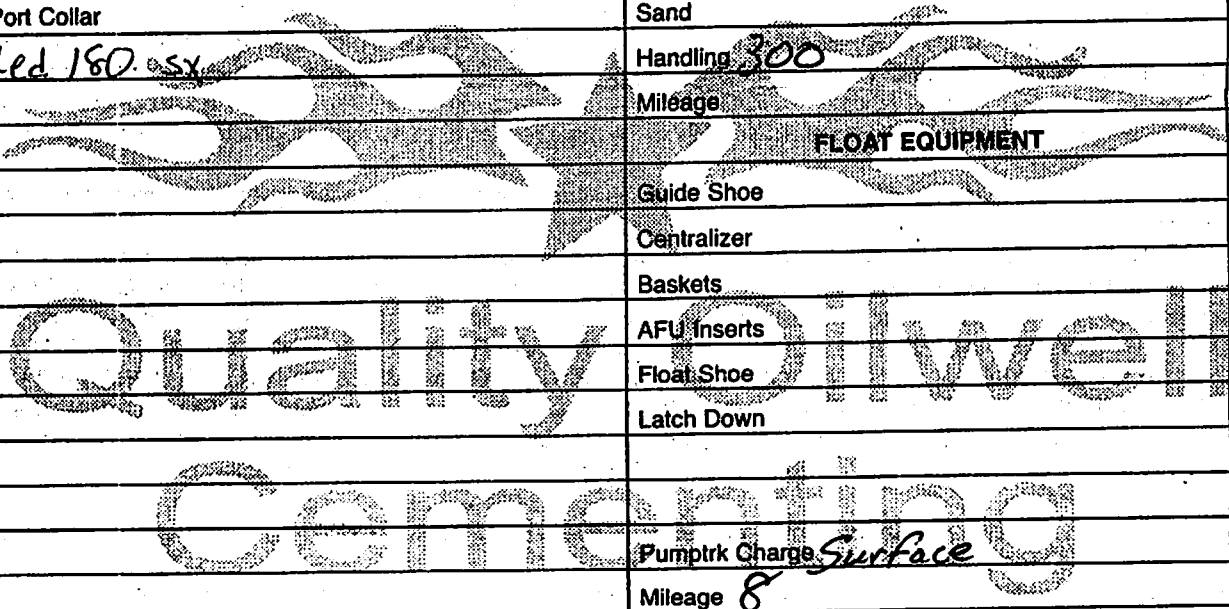 Port Collar
Sand
180 sx
Handling 300
Mileage
FLOAT EQUIPMENT
Guide Shoe
Centralizer
Baskets
AFU Inserts
Float Shoe
Latch Down
Quality Oilwell
Cementing
Pumptrk Charge Surface
Mileage 8